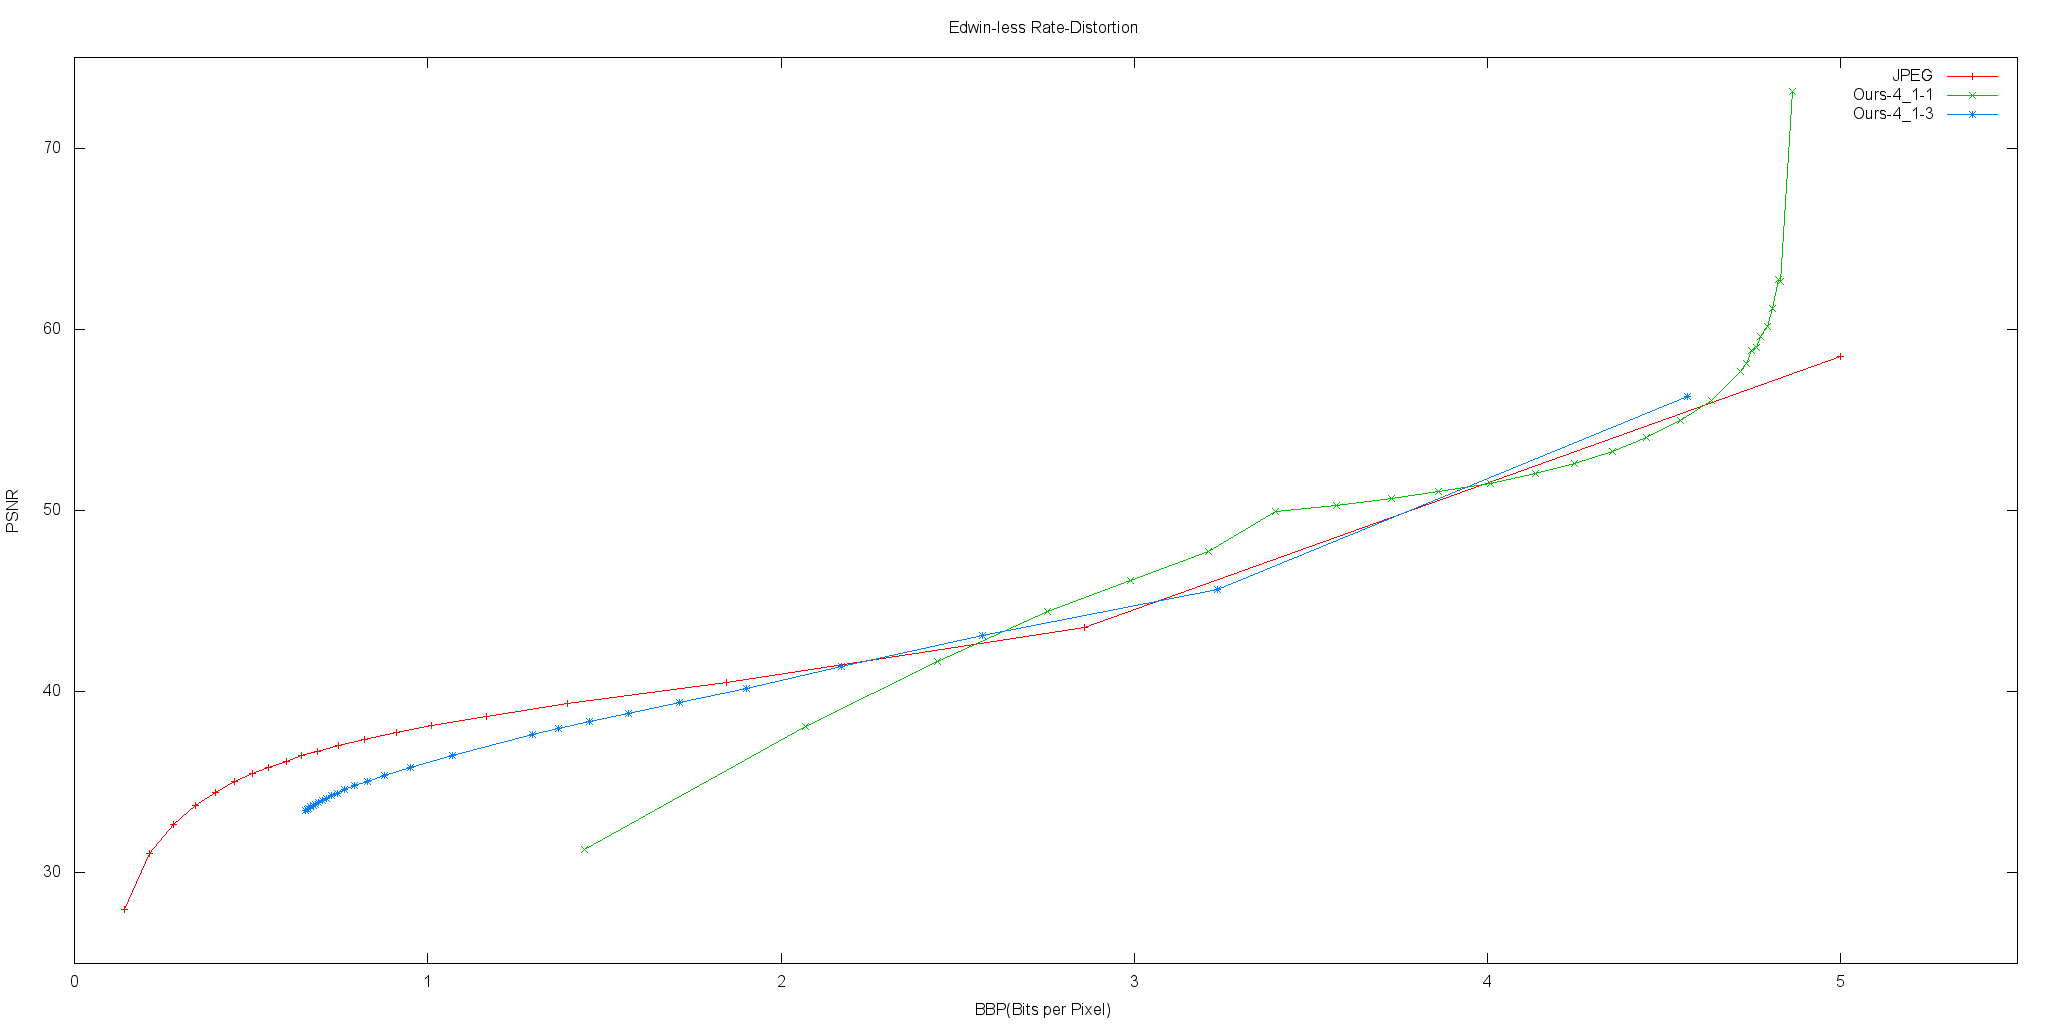 Edwin-less Rate-Distortion
JPEG
Ours-4_1-1
Ours-4_1-3
70
60
50
40
30
PSNR
0 1 2 3 4 5
BBP(Bits per Pixel)